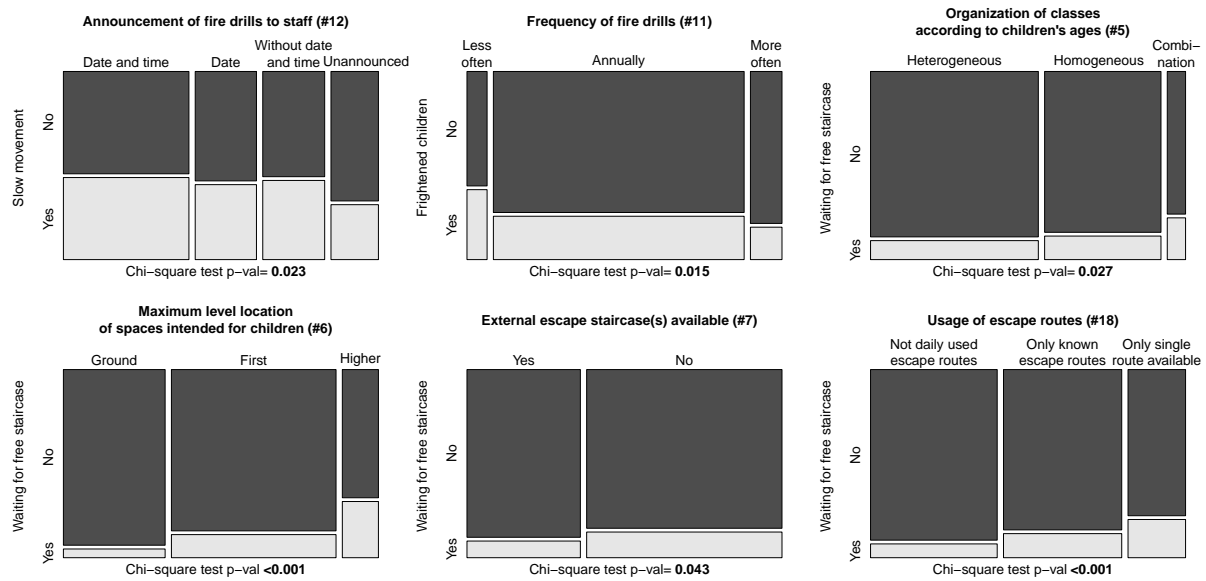 Announcement of fire drills to staff (#12)
Date and time
Date
Without date
and time
Unannounced
Slow movement
No
Yes
Chi−square test p−val= 0.023
Frequency of fire drills (#11)
Less
often
Annually
More
often
Frightened children
No
Yes
Chi−square test p−val= 0.015
Organization of classes
according to children's ages (#5)
Heterogeneous
Homogeneous
Combi−
nation
Waiting for free staircase
No
Yes
Chi−square test p−val= 0.027
Maximum level location
of spaces intended for children (#6)
Ground
First
Higher
Waiting for free staircase
No
Yes
Chi−square test p−val <0.001
External escape staircase(s) available (#7)
Yes
No
Waiting for free staircase
No
Yes
Chi−square test p−val= 0.043
Usage of escape routes (#18)
Not daily used
escape routes
Only known
escape routes
Only single
route available
Waiting for free staircase
No
Yes
Chi−square test p−val <0.001